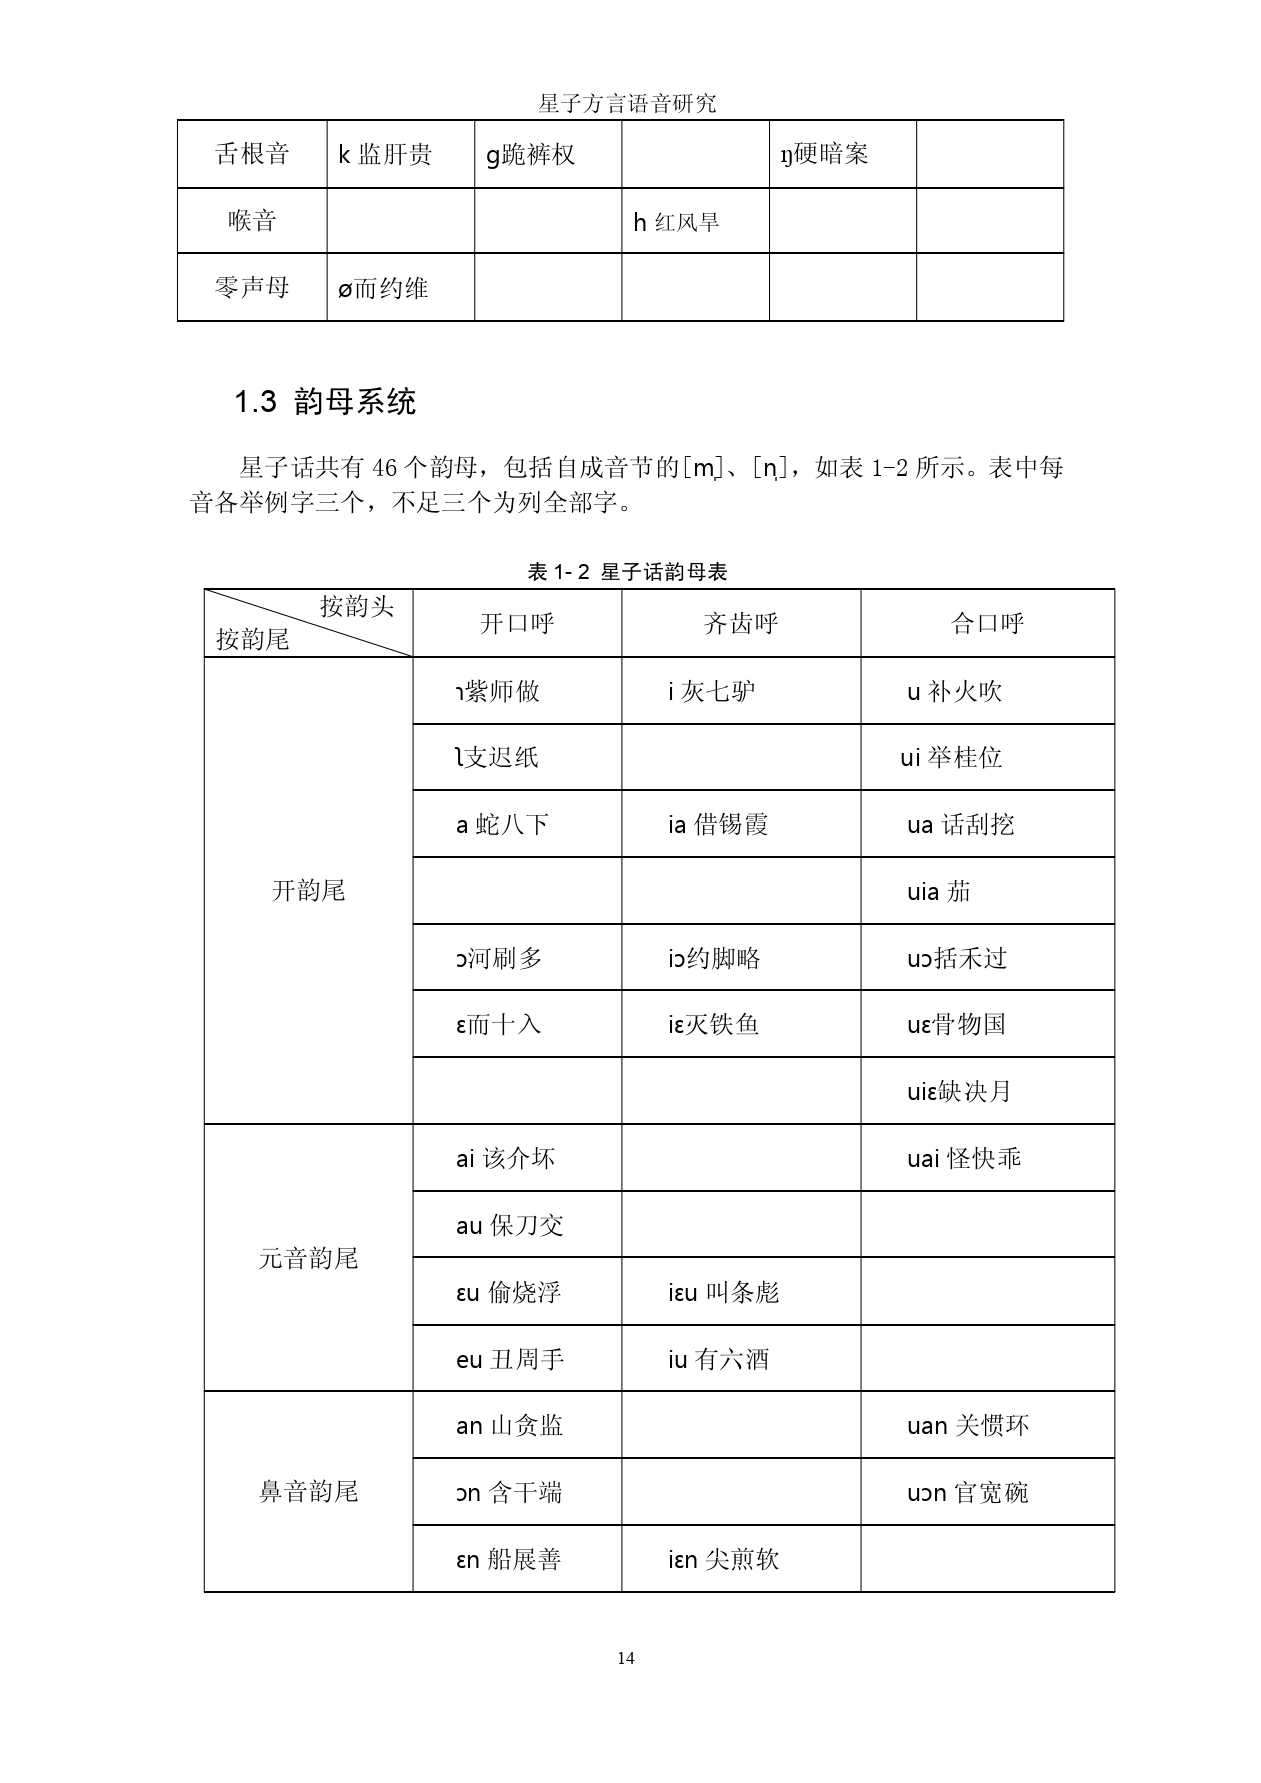 星子方言语音研究
舌根音 k 监肝贵 g跪裤权 ŋ硬暗案
喉音 h 红风旱
零声母 ø而约维
1.3 韵母系统
星子话共有 46 个韵母，包括自成音节的[m̩]、[n̩]，如表 1-2 所示。表中每
音各举例字三个，不足三个为列全部字。
表 1- 2 星子话韵母表
按韵头
按韵尾 开口呼 齐齿呼 合口呼
开韵尾
ɿ紫师做 i 灰七驴 u 补火吹
ʅ支迟纸 ui 举桂位
a 蛇八下 ia 借锡霞 ua 话刮挖
uia 茄
ɔ河刷多 iɔ约脚略 uɔ括禾过
ɛ而十入 iɛ灭铁鱼 uɛ骨物国
uiɛ缺决月
元音韵尾
ai 该介坏 uai 怪快乖
au 保刀交
ɛu 偷烧浮 iɛu 叫条彪
eu 丑周手 iu 有六酒
鼻音韵尾
an 山贪监 uan 关惯环
ɔn 含干端 uɔn 官宽碗
ɛn 船展善 iɛn 尖煎软
14